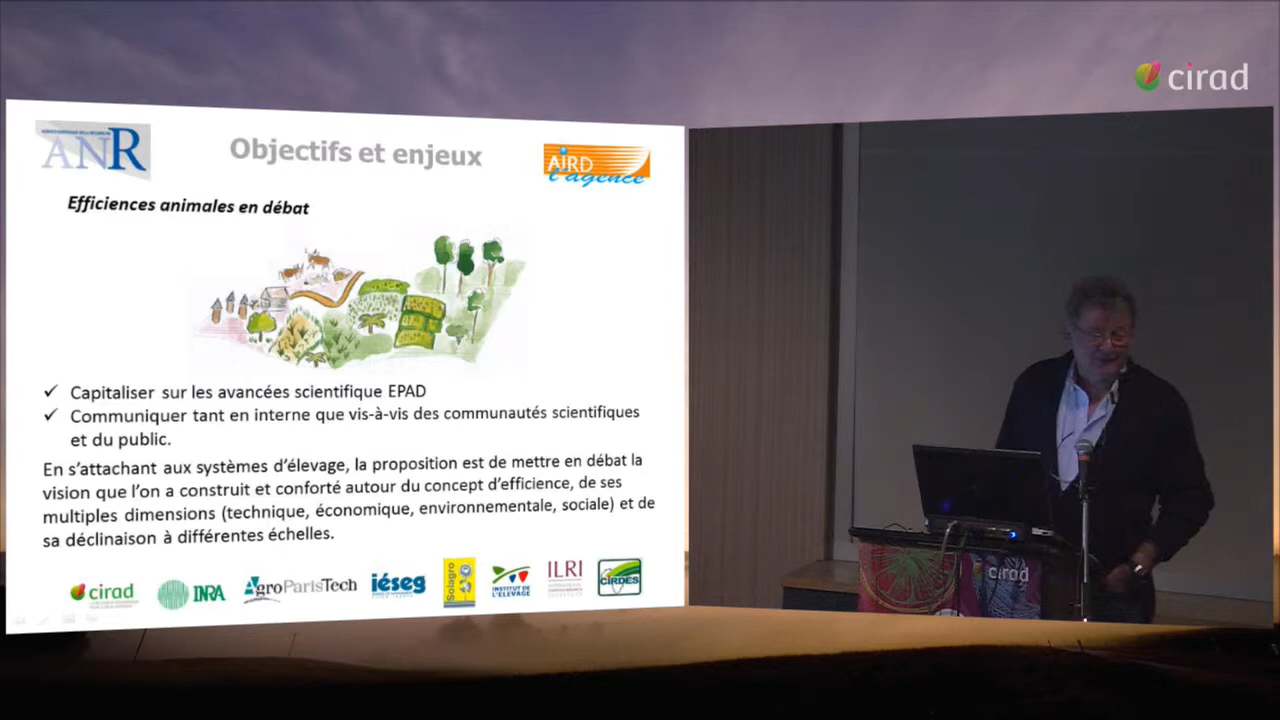 cirad
ANR
Objectifs et enjeux
AIRD
l'agence
Efficiences animales en débat
✓ Capitaliser sur les avancées scientifique EPAD
✓ Communiquer tant en interne que vis-à-vis des communautés scientifiques
et du public.
En s'attachant aux systèmes d'élevage, la proposition est de mettre en débat la
vision que l'on a construit et conforté autour du concept d'efficience, de ses
multiples dimensions (technique, économique, environnementale, sociale) et de
sa déclinaison à différentes échelles.
cirad
INRA
AgroParisTech
iéseg
Solagro
INSTITUT DE
L'ELEVAGE
ILRI
CIRDES
cirad